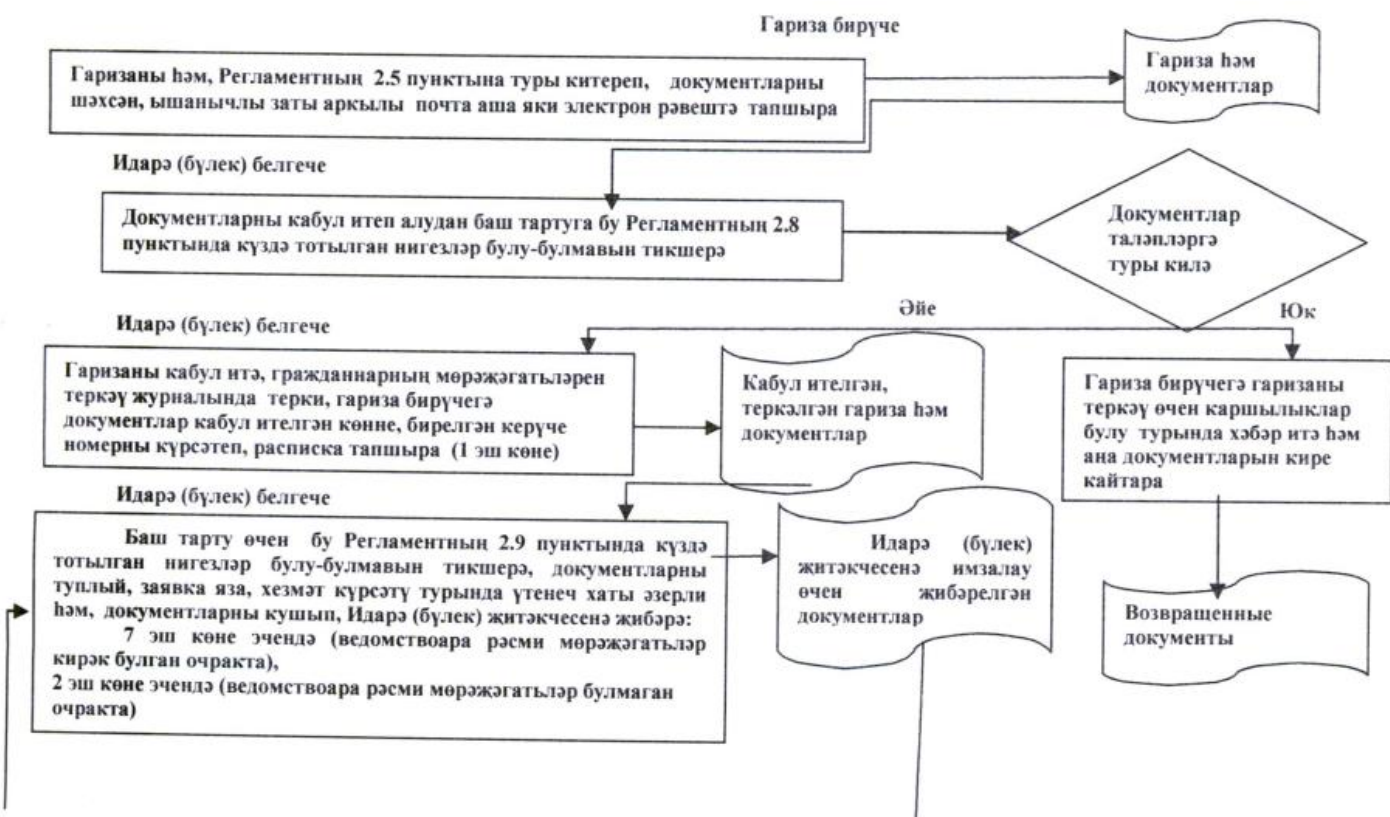 Гариза бирүче
Гаризаны һәм, Регламентның 2.5 пунктына туры китереп, документларны
шәхсән, ышанычлы заты аркылы почта аша яки электрон рәвештә тапшыра
Гариза һәм
документлар
Идарә (бүлек) белгече
Документларны кабул итеп алудан баш тартуга бу Регламентның 2.8
пунктында күздә тотылган нигезләр булу-булмавын тикшерә
Документлар
таләпләргә
туры килә
Әйе
Юк
Идарә (бүлек) белгече
Гаризаны кабул итә, гражданнарның мөрәҗәгатьләрен
теркәү журналында терки, гариза бирүчегә
документлар кабул ителгән көнне, бирелгән керүче
номерны күрсәтеп, расписка тапшыра (1 эш көне)
Кабул ителгән,
теркәлгән гариза һәм
документлар
Гариза бирүчегә гаризаны
теркәү өчен каршылыклар
булу турында хәбәр итә һәм
аңа документларын кире
кайтара
Идарә (бүлек) белгече
Баш тарту өчен бу Регламентның 2.9 пунктында күздә
тотылган нигезләр булу-булмавын тикшерә, документларны
туплый, заявка яза, хезмәт күрсәтү турында үтенеч хаты әзерли
һәм, документларны кушып, Идарә (бүлек) җитәкчесенә җибәрә:
7 эш көне эчендә (ведомствоара рәсми мөрәҗәгатьләр
кирәк булган очракта),
2 эш көне эчендә (ведомствоара рәсми мөрәҗәгатьләр булмаган
очракта)
Идарә (бүлек)
җитәкчесенә имзалау
өчен җибәрелгән
документлар
Возвращенные
документы